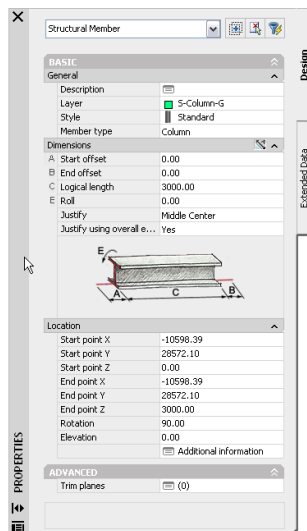 Structural Member
Design
BASIC
General
Description
Layer S-Column-G
Style Standard
Member type Column
Dimensions
A Start offset 0.00
B End offset 0.00
C Logical length 3000.00
E Roll 0.00
Justify Middle Center
Justify using overall e... Yes
Extended Data
E
A C B
Location
Start point X -10598.39
Start point Y 28572.10
Start point Z 0.00
End point X -10598.39
End point Y 28572.10
End point Z 3000.00
Rotation 90.00
Elevation 0.00
Additional information
ADVANCED
Trim planes (0)
PROPERTIES